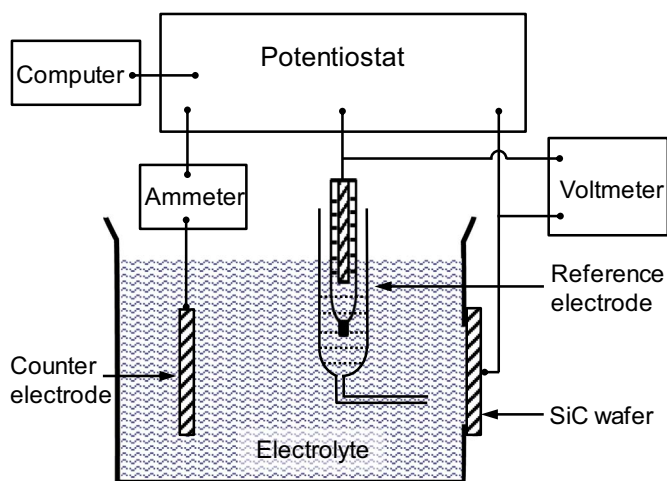 Potentiostat
Computer
Ammeter
Voltmeter
Reference
electrode
Counter
electrode
SiC wafer
Electrolyte